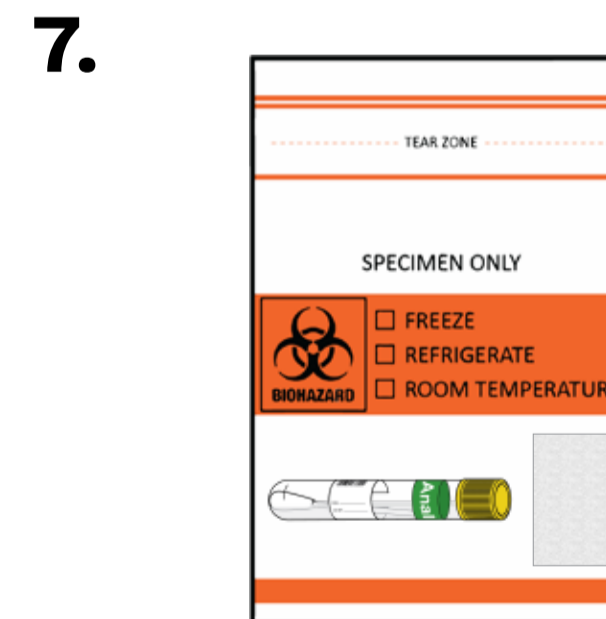 7.
TEAR ZONE
SPECIMEN ONLY
FREEZE
REFRIGERATE
BIOHAZARD
ROOM TEMPERATUR
Anal